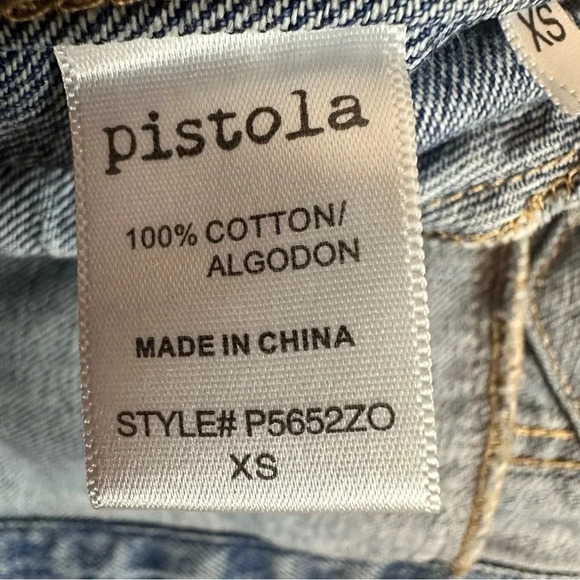 pistola
100% COTTON/
ALGODON
MADE IN CHINA
STYLE# P5652ZO
XS
XS